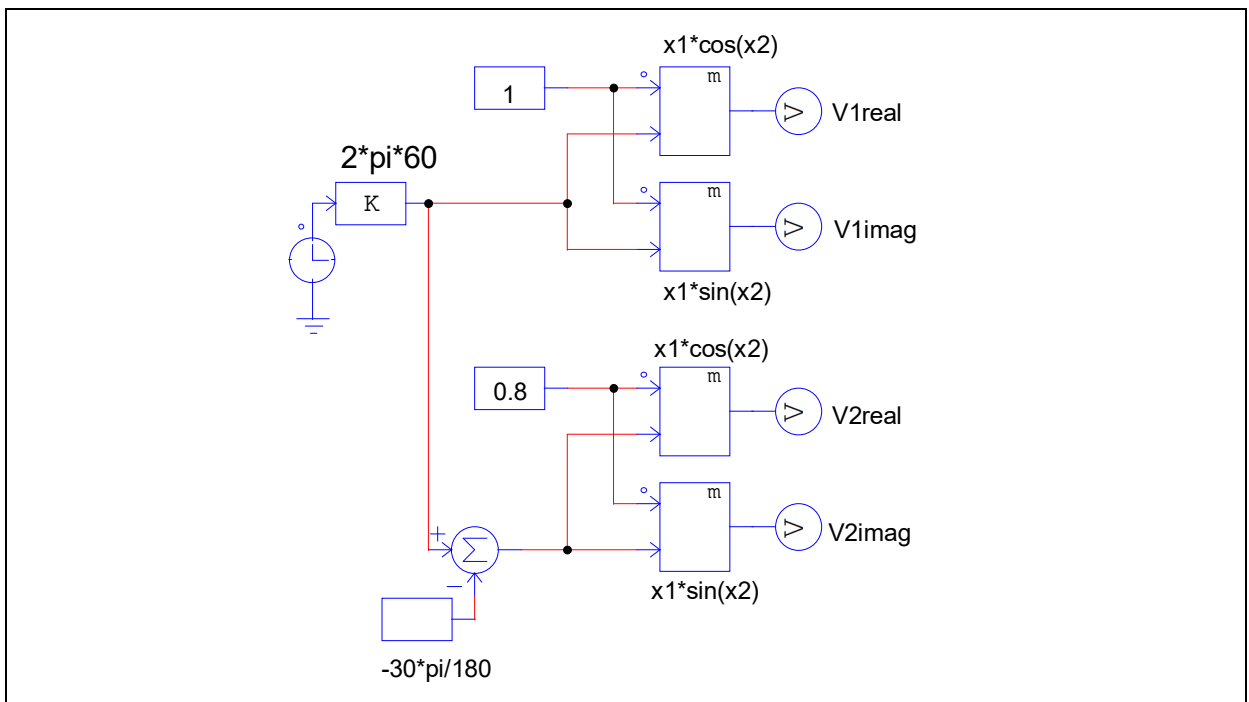 x1*cos(x2)
m
1
V
V1real
2*pi*60
K
m
V
V1imag
x1*sin(x2)
x1*cos(x2)
m
0.8
V
V2real
m
V
V2imag
+
Σ
−
x1*sin(x2)
-30*pi/180